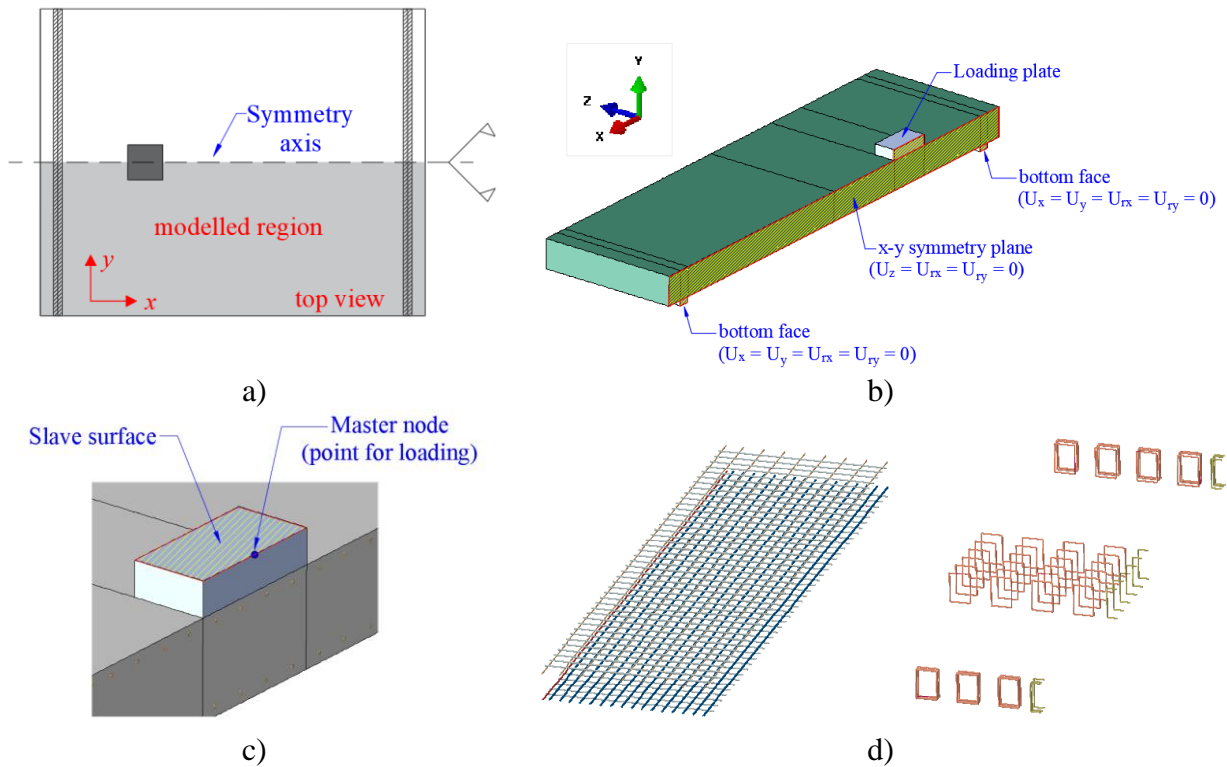 Symmetry
axis
modelled region
y
x
top view
a)
Y
Z
X
Loading plate
bottom face
(Ux = Uy = Urx = Ury = 0)
x-y symmetry plane
(Uz = Urx = Ury = 0)
bottom face
(Ux = Uy = Urx = Ury = 0)
b)
Slave surface
Master node
(point for loading)
c)
d)